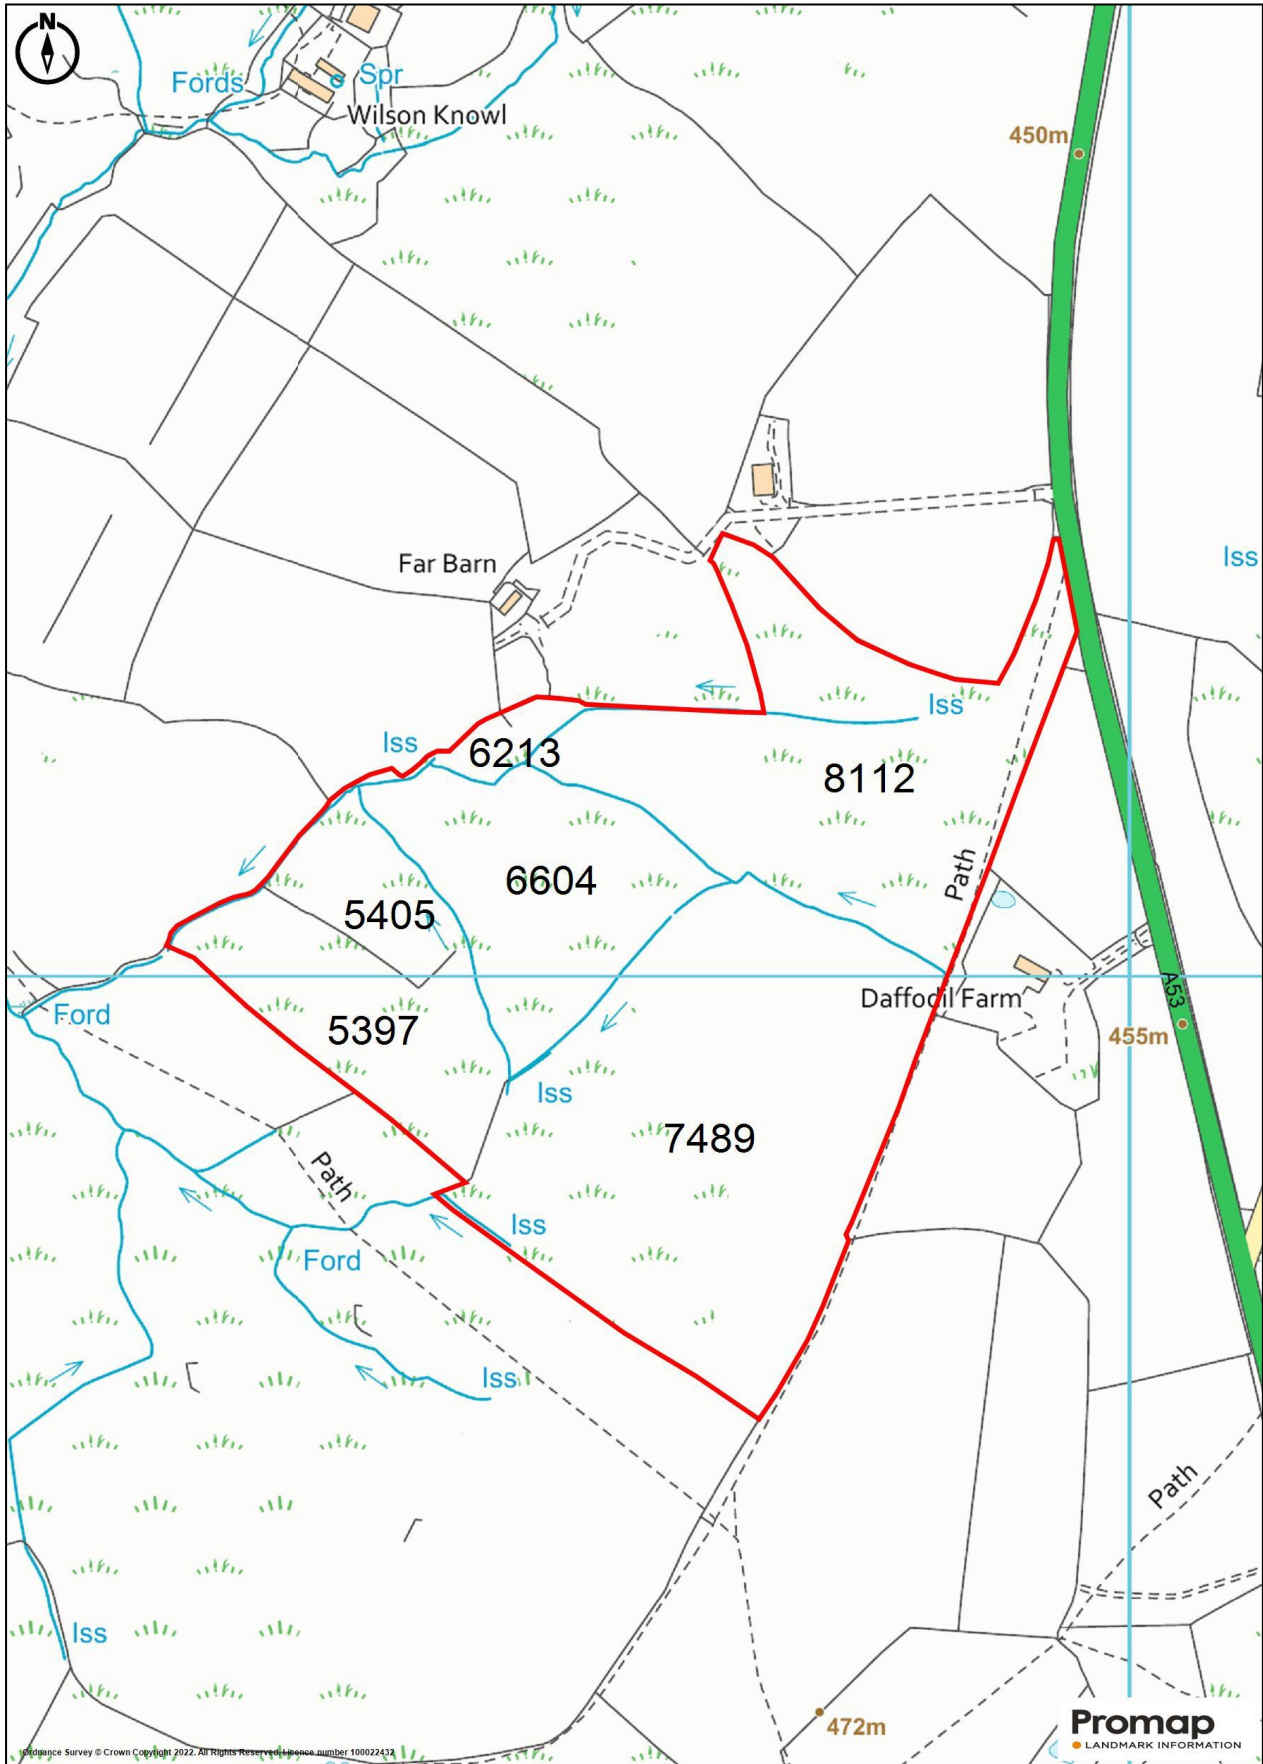 N
Fords
Spr
Wilson Knowl
450m
Far Barn
Iss
Iss
Iss
6213
8112
6604
Path
5405
Daffodil Farm
A53
Ford
5397
455m
Iss
7489
Path
Iss
Ford
Iss
Path
Iss
472m
Promap
LANDMARK INFORMATION
Ordnance Survey © Crown Copyright 2022. All Rights Reserved. Licence number 100022432